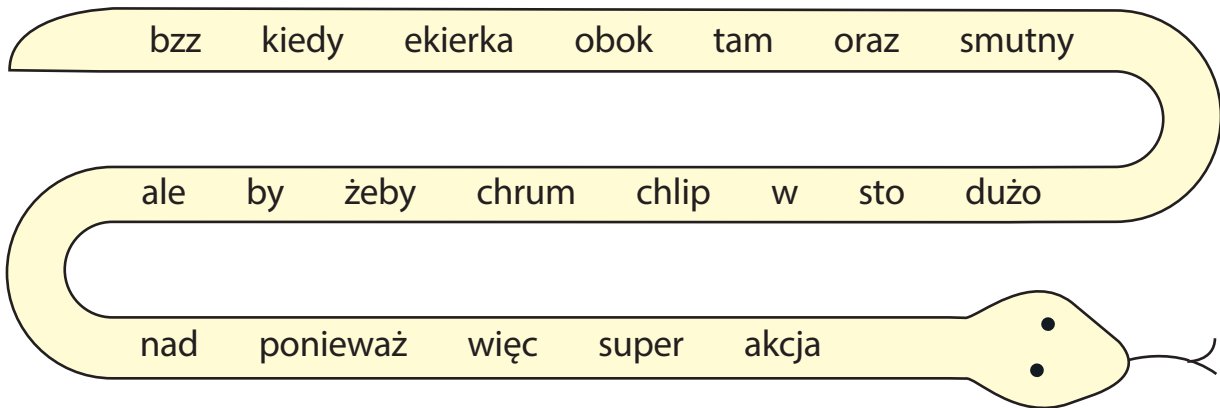 bzz kiedy ekierka obok tam oraz smutny
ale by żeby chrum chlip w sto dużo
nad ponieważ więc super akcja